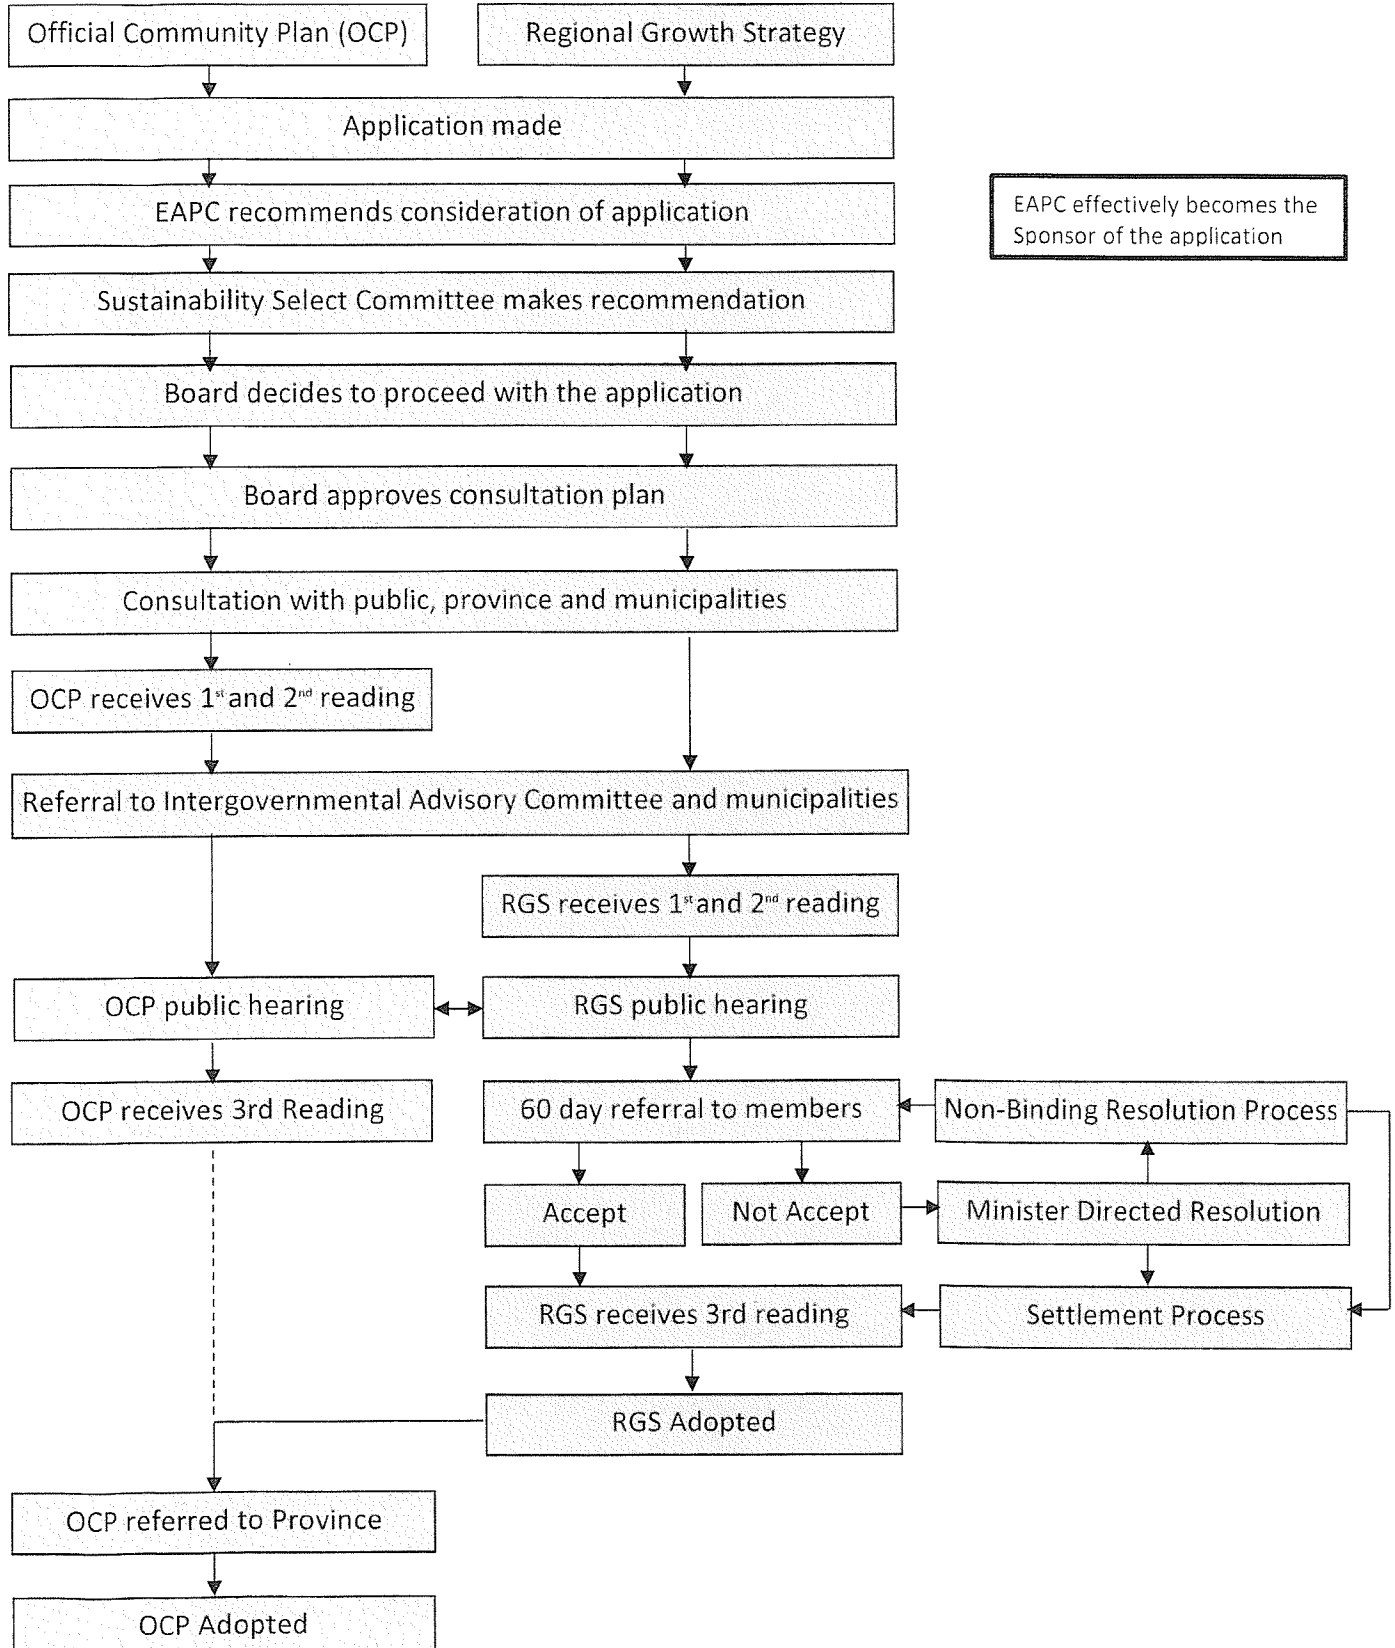 Official Community Plan (OCP)
Regional Growth Strategy
Application made
EAPC recommends consideration of application
EAPC effectively becomes the
Sponsor of the application
Sustainability Select Committee makes recommendation
Board decides to proceed with the application
Board approves consultation plan
Consultation with public, province and municipalities
OCP receives 1st and 2nd reading
Referral to Intergovernmental Advisory Committee and municipalities
RGS receives 1st and 2nd reading
OCP public hearing
RGS public hearing
OCP receives 3rd Reading
60 day referral to members
Non-Binding Resolution Process
Accept
Not Accept
Minister Directed Resolution
RGS receives 3rd reading
Settlement Process
RGS Adopted
OCP referred to Province
OCP Adopted